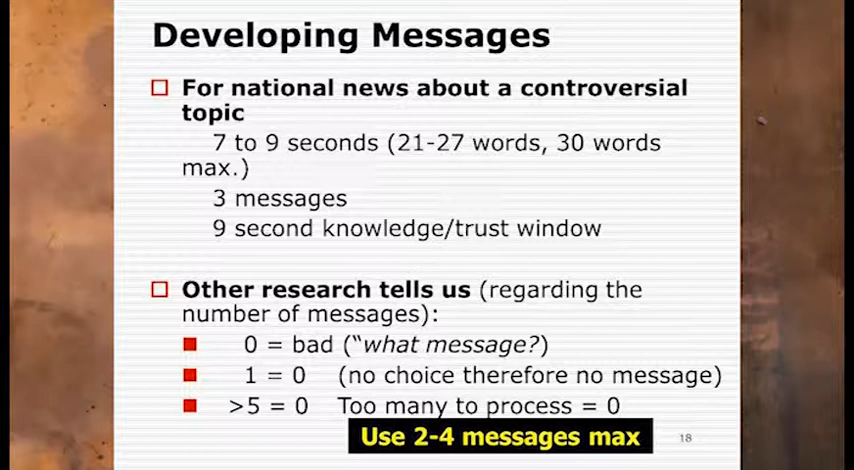 Developing Messages
For national news about a controversial
topic
7 to 9 seconds (21-27 words, 30 words
max.)
3 messages
9 second knowledge/trust window
Other research tells us (regarding the
number of messages):
0 = bad (“what message?)
1 = 0 (no choice therefore no message)
>5 = 0 Too many to process = 0
Use 2-4 messages max
18